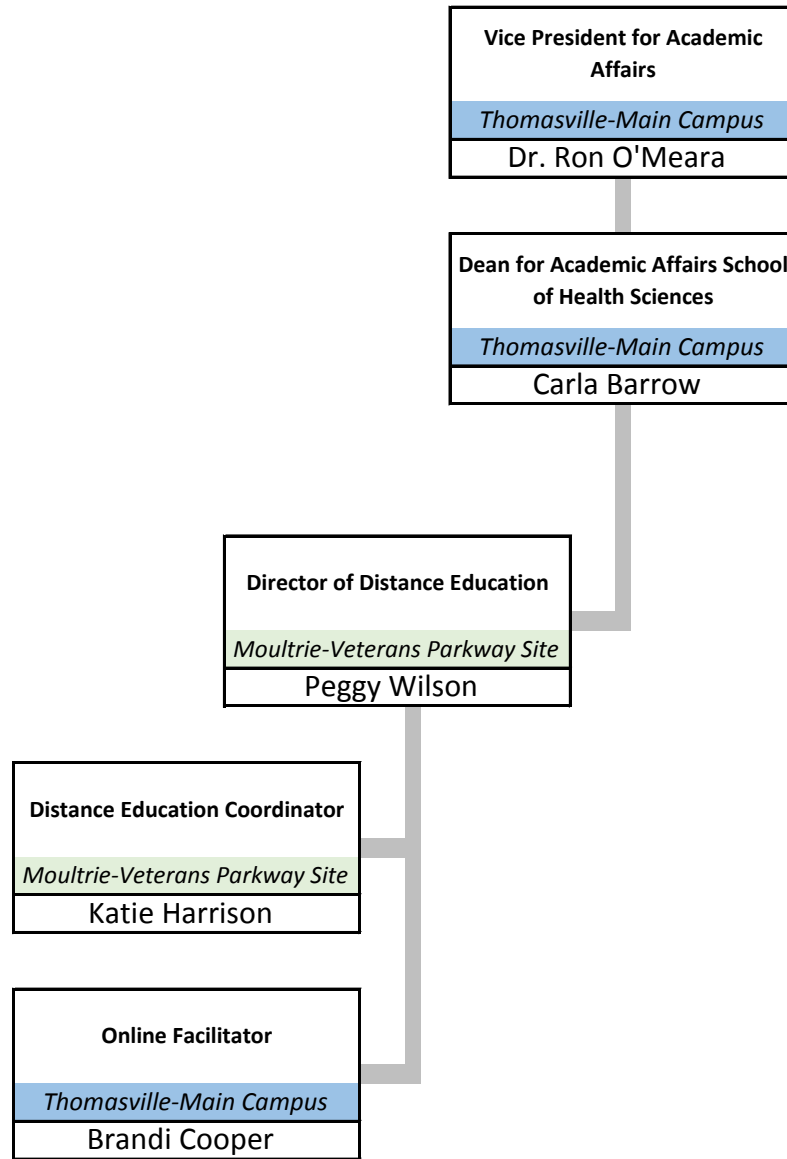 Vice President for Academic
Affairs
Thomasville-Main Campus
Dr. Ron O'Meara
Dean for Academic Affairs School
of Health Sciences
Thomasville-Main Campus
Carla Barrow
Director of Distance Education
Moultrie-Veterans Parkway Site
Peggy Wilson
Distance Education Coordinator
Moultrie-Veterans Parkway Site
Katie Harrison
Online Facilitator
Thomasville-Main Campus
Brandi Cooper